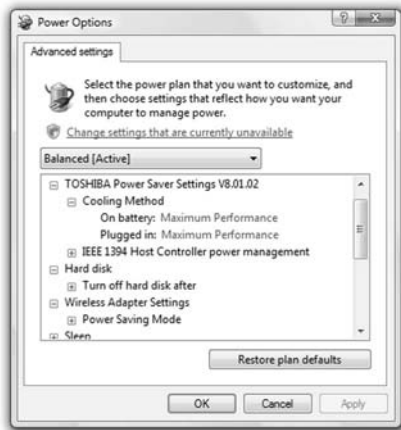 Power Options
Advanced settings
Select the power plan that you want to customize, and
then choose settings that reflect how you want your
computer to manage power.
Change settings that are currently unavailable
Balanced [Active]
TOSHIBA Power Saver Settings V8.01.02
Cooling Method
On battery: Maximum Performance
Plugged in: Maximum Performance
IEEE 1394 Host Controller power management
Hard disk
Turn off hard disk after
Wireless Adapter Settings
Power Saving Mode
Sleep
Restore plan defaults
OK Cancel Apply